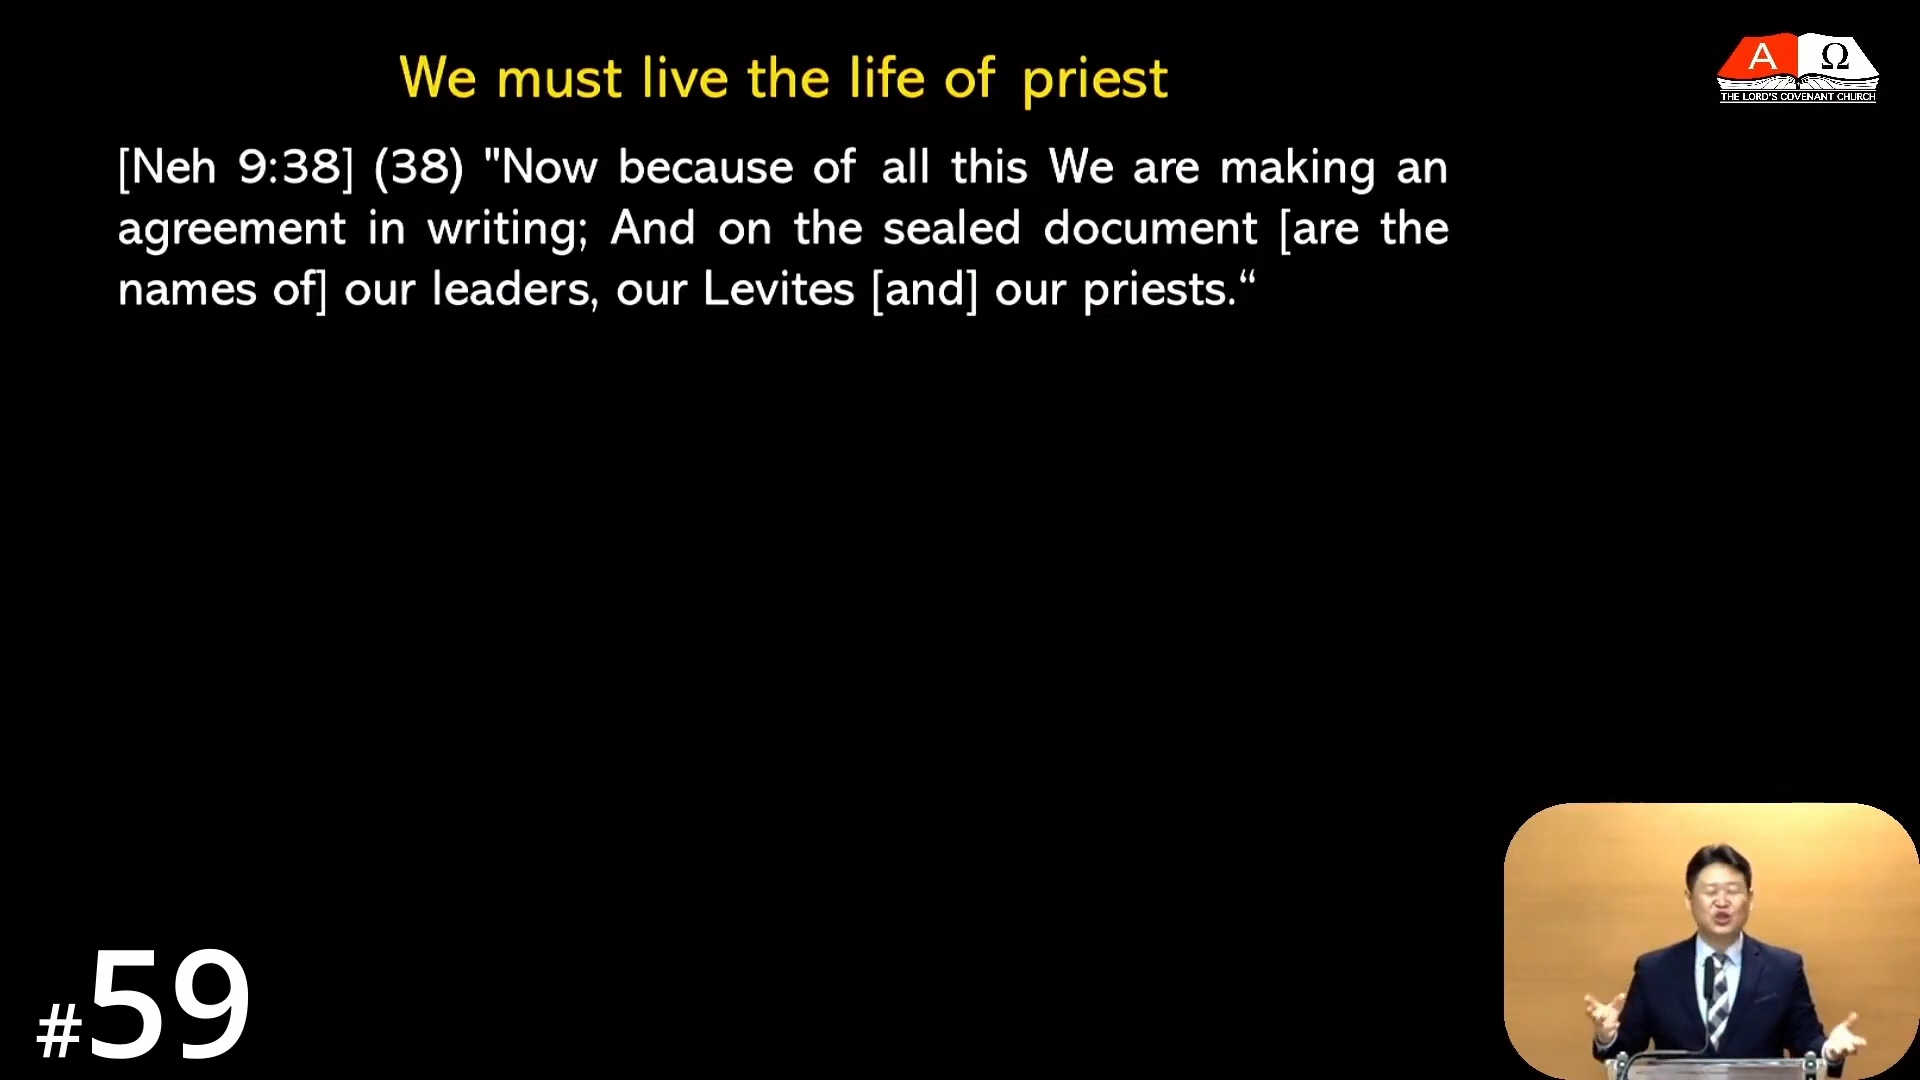 We must live the life of priest
A Ω
THE LORD'S COVENANT CHURCH
[Neh 9:38] (38) "Now because of all this We are making an
agreement in writing; And on the sealed document [are the
names of] our leaders, our Levites [and] our priests.“
#59